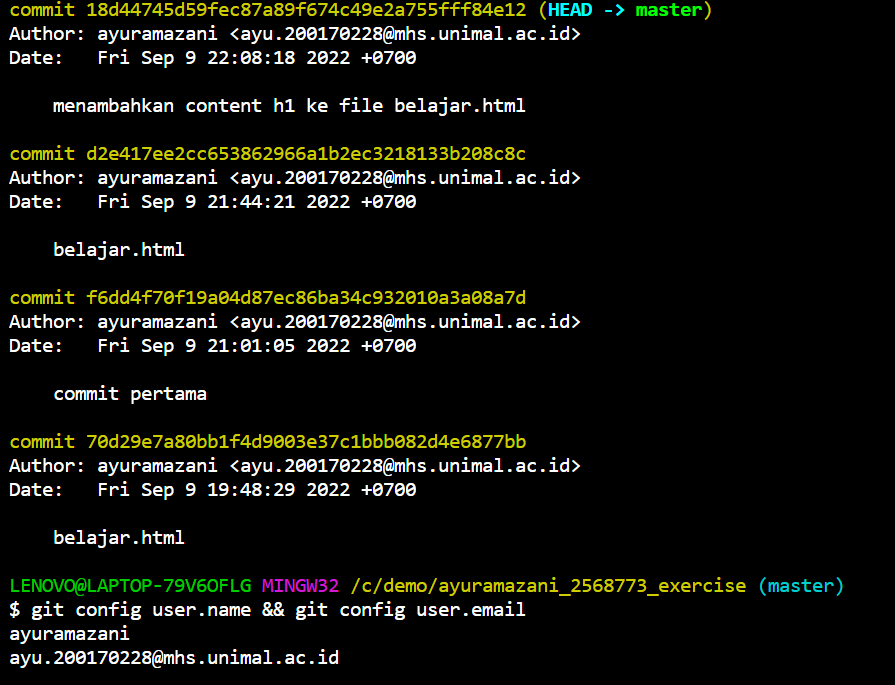 commit 18d44745d59fec87a89f674c49e2a755fff84e12 (HEAD -> master)
Author: ayuramazani <ayu.200170228@mhs.unimal.ac.id>
Date:   Fri Sep 9 22:08:18 2022 +0700
menambahkan content h1 ke file belajar.html
commit d2e417ee2cc653862966a1b2ec3218133b208c8c
Author: ayuramazani <ayu.200170228@mhs.unimal.ac.id>
Date:   Fri Sep 9 21:44:21 2022 +0700
belajar.html
commit f6dd4f70f19a04d87ec86ba34c932010a3a08a7d
Author: ayuramazani <ayu.200170228@mhs.unimal.ac.id>
Date:   Fri Sep 9 21:01:05 2022 +0700
commit pertama
commit 70d29e7a80bb1f4d9003e37c1bbb082d4e6877bb
Author: ayuramazani <ayu.200170228@mhs.unimal.ac.id>
Date:   Fri Sep 9 19:48:29 2022 +0700
belajar.html
LENOVO@LAPTOP-79V6OFLG MINGW32 /c/demo/ayuramazani_2568773_exercise (master)
$ git config user.name && git config user.email
ayuramazani
ayu.200170228@mhs.unimal.ac.id